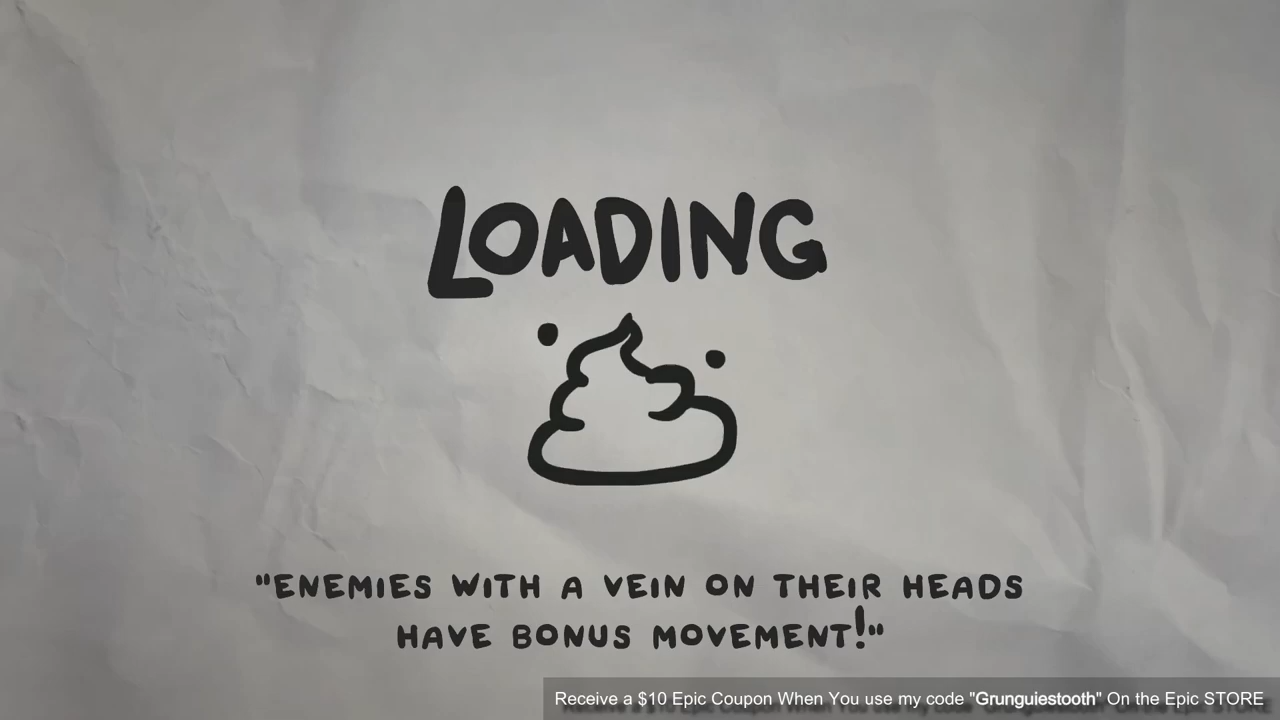 LOADING
"ENEMIES WITH A VEIN ON THEIR HEADS
HAVE BONUS MOVEMENT!"
Receive a $10 Epic Coupon When You use my code "Grunguiestooth" On the Epic STORE